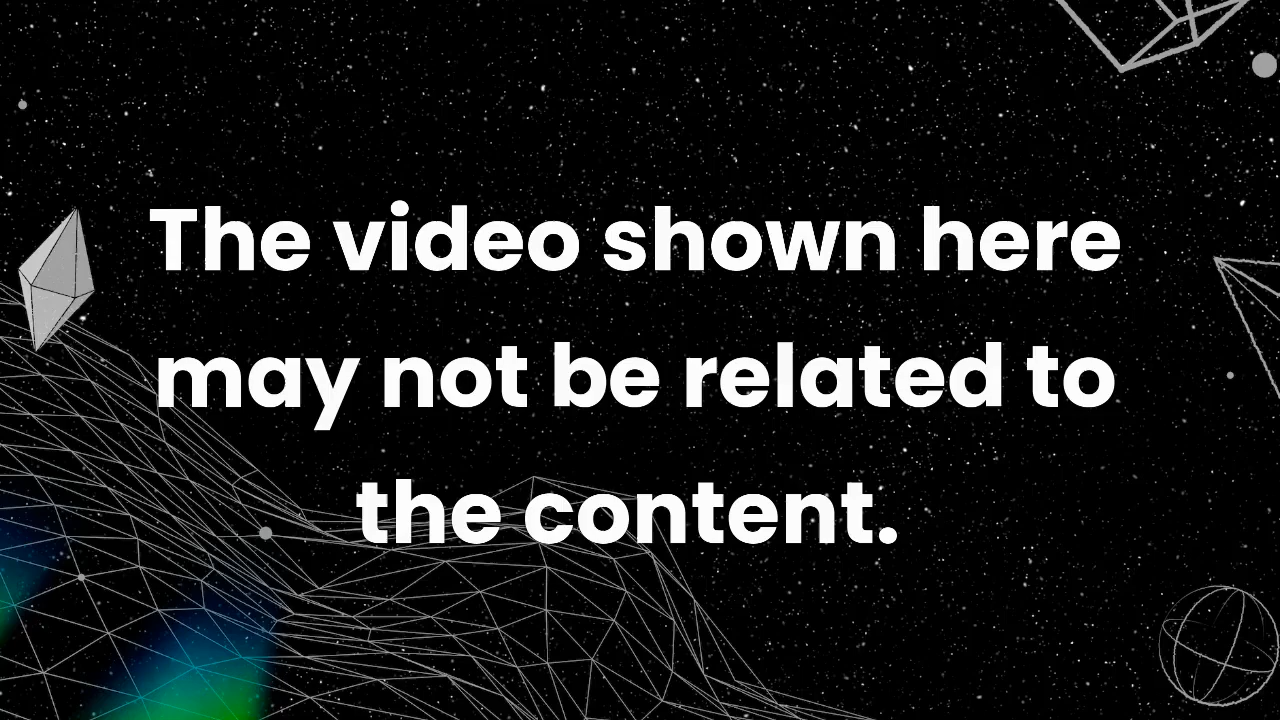 The video shown here
may not be related to
the content.